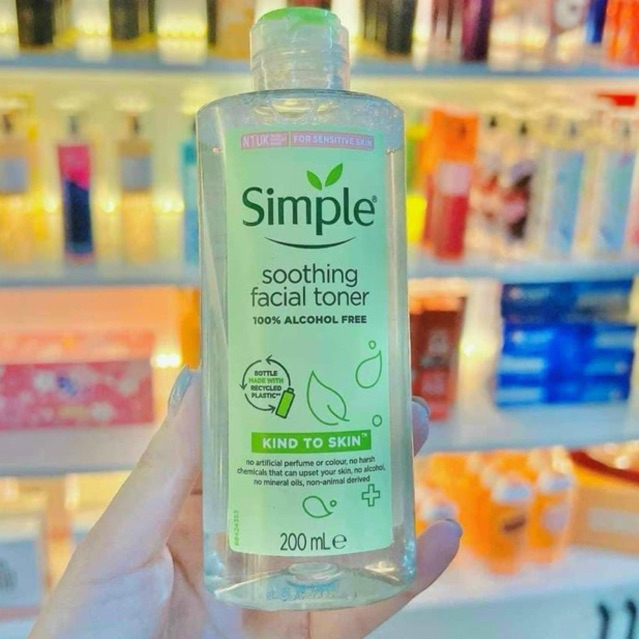 N1 UK FOR SENSITIVE SKIN
Simple®
soothing
facial toner
100% ALCOHOL FREE
BOTTLE
MADE WITH
RECYCLED
PLASTIC**
KIND TO SKIN™
no artificial perfume or colour, no harsh
chemicals that can upset your skin, no alcohol,
no mineral oils, non-animal derived
200 mL e